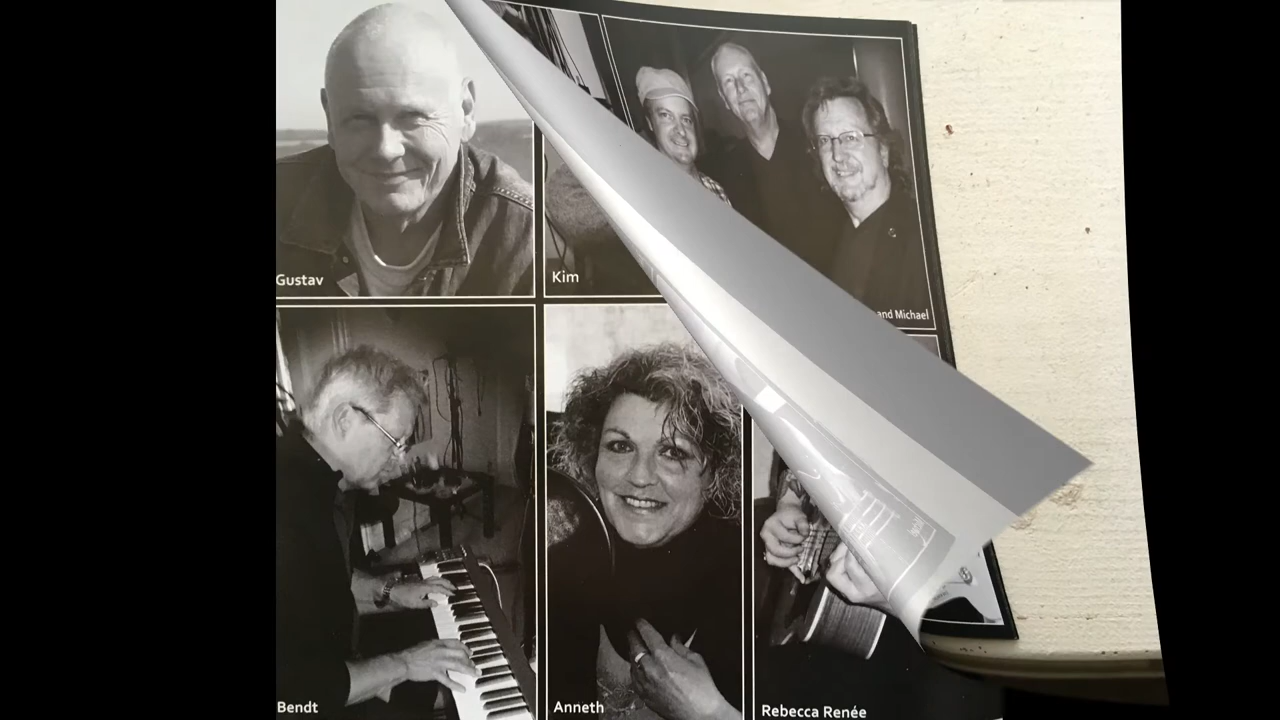 Gustav
Kim
and Michael
Bendt
Anneth
Rebecca Renée